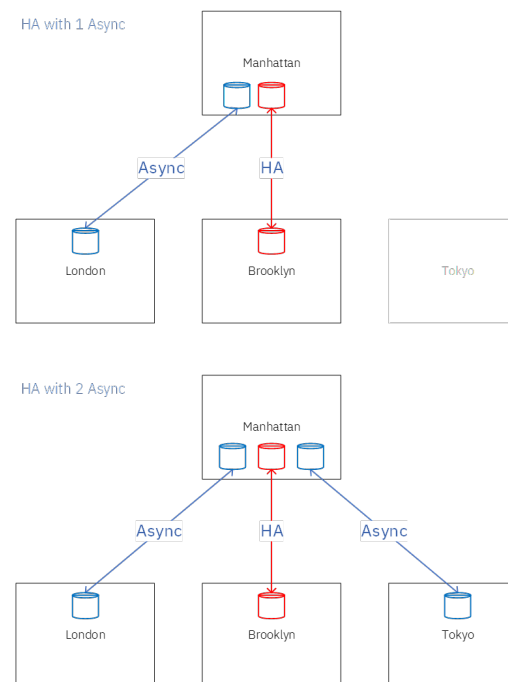 HA with 1 Async
Manhattan
Async
HA
London
Brooklyn
Tokyo
HA with 2 Async
Manhattan
Async
HA
Async
London
Brooklyn
Tokyo